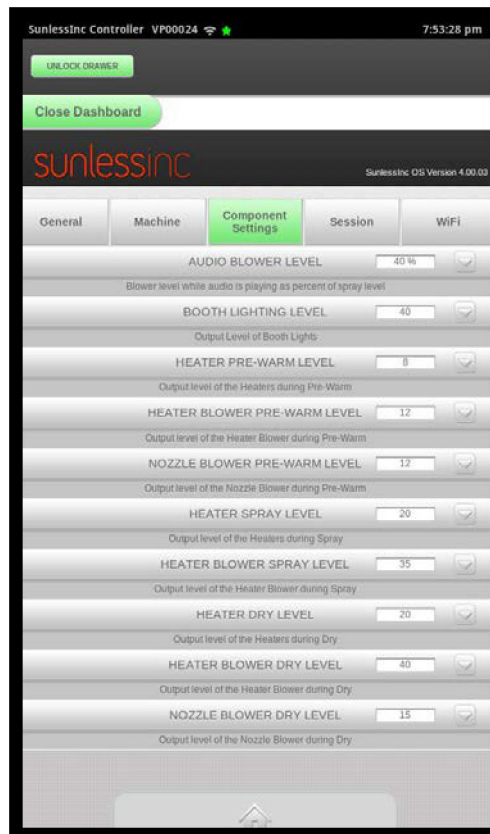 SunlessInc Controller VP00024 7:53:28 pm
UNLOCK DRAWER
Close Dashboard
sunlessinc
SunlessInc OS Version 4.00.03
General Machine Component Settings Session WiFi
AUDIO BLOWER LEVEL 40 %
Blower level while audio is playing as percent of spray level
BOOTH LIGHTING LEVEL 40
Output Level of Booth Lights
HEATER PRE-WARM LEVEL 8
Output level of the Heaters during Pre-Warm
HEATER BLOWER PRE-WARM LEVEL 12
Output level of the Heater Blower during Pre-Warm
NOZZLE BLOWER PRE-WARM LEVEL 12
Output level of the Nozzle Blower during Pre-Warm
HEATER SPRAY LEVEL 20
Output level of the Heaters during Spray
HEATER BLOWER SPRAY LEVEL 35
Output level of the Heater Blower during Spray
HEATER DRY LEVEL 20
Output level of the Heaters during Dry
HEATER BLOWER DRY LEVEL 40
Output level of the Heater Blower during Dry
NOZZLE BLOWER DRY LEVEL 15
Output level of the Nozzle Blower during Dry